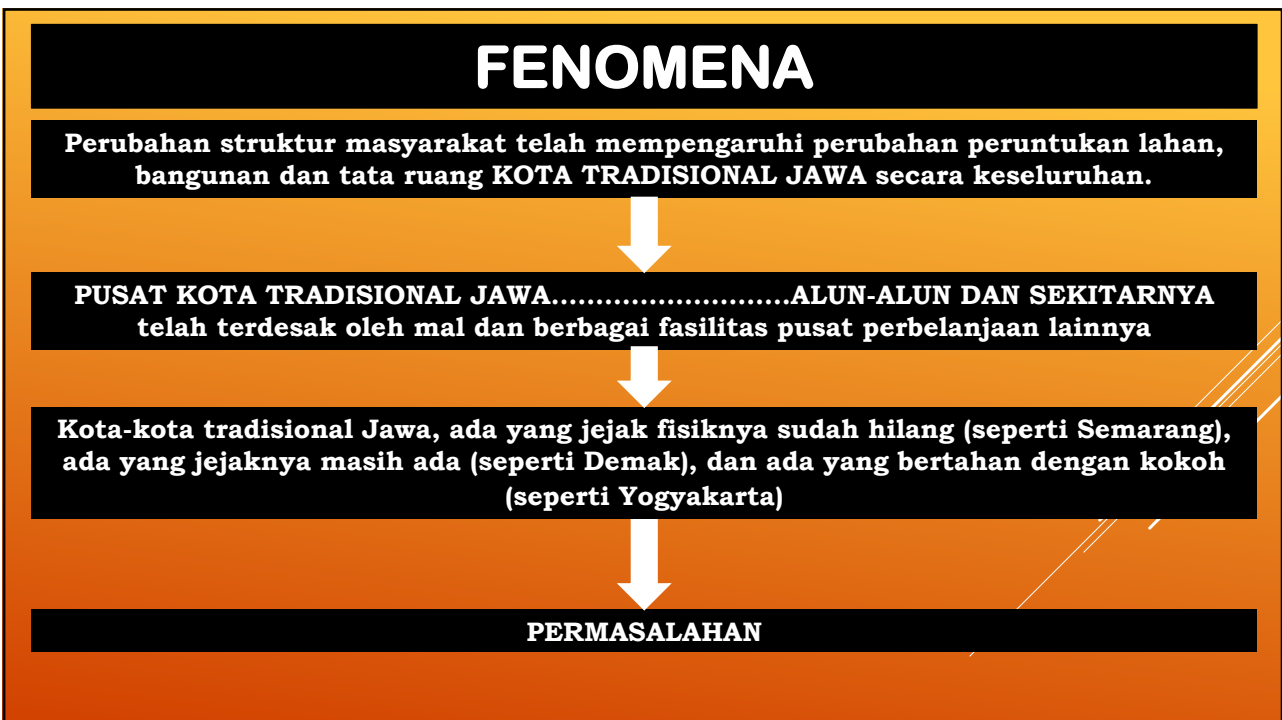 FENOMENA
Perubahan struktur masyarakat telah mempengaruhi perubahan peruntukan lahan,
bangunan dan tata ruang KOTA TRADISIONAL JAWA secara keseluruhan.
PUSAT KOTA TRADISIONAL JAWA...........................ALUN-ALUN DAN SEKITARNYA
telah terdesak oleh mal dan berbagai fasilitas pusat perbelanjaan lainnya
Kota-kota tradisional Jawa, ada yang jejak fisiknya sudah hilang (seperti Semarang),
ada yang jejaknya masih ada (seperti Demak), dan ada yang bertahan dengan kokoh
(seperti Yogyakarta)
PERMASALAHAN